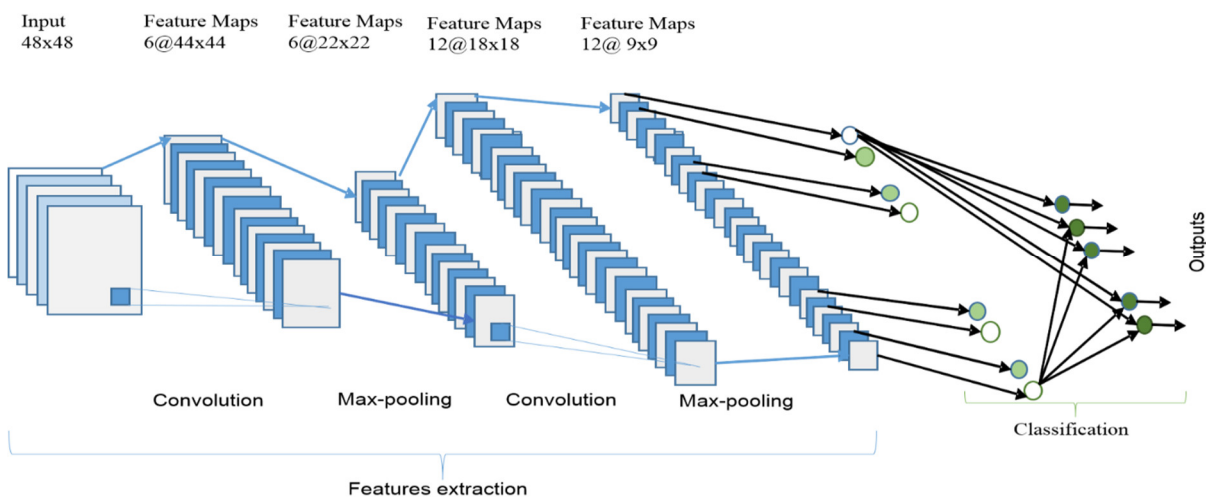 Input
48x48
Feature Maps
6@44x44
Feature Maps
6@22x22
Feature Maps
12@18x18
Feature Maps
12@ 9x9
Outputs
Convolution
Max-pooling
Convolution
Max-pooling
Classification
Features extraction